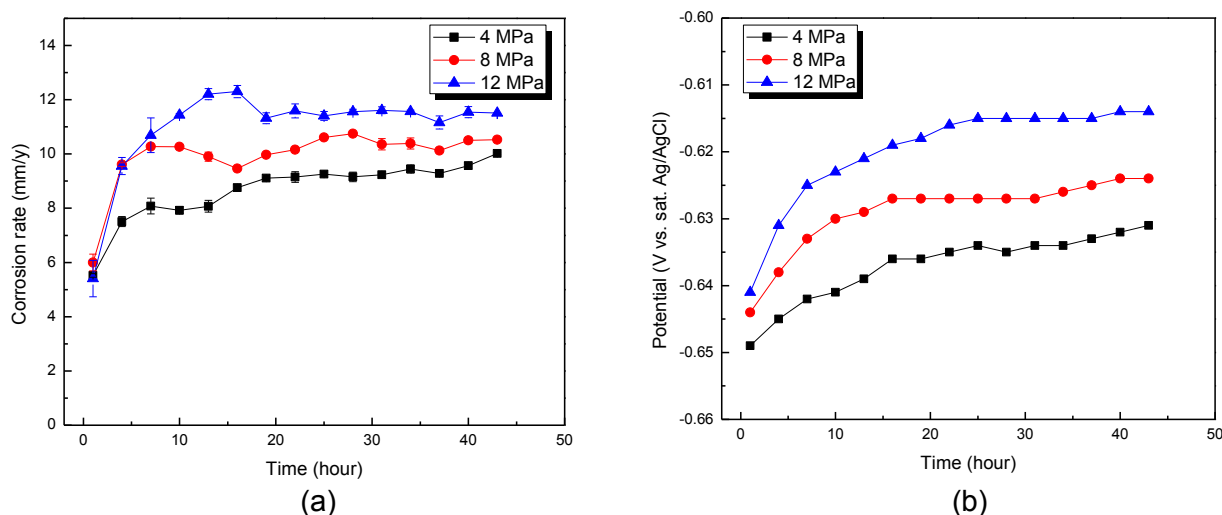 14
12
10
8
6
4
2
0
Corrosion rate (mm/y)
4 MPa
8 MPa
12 MPa
0
10
20
30
40
50
Time (hour)
(a)
-0.60
-0.61
-0.62
-0.63
-0.64
-0.65
-0.66
Potential (V vs. sat. Ag/AgCl)
4 MPa
8 MPa
12 MPa
0
10
20
30
40
50
Time (hour)
(b)